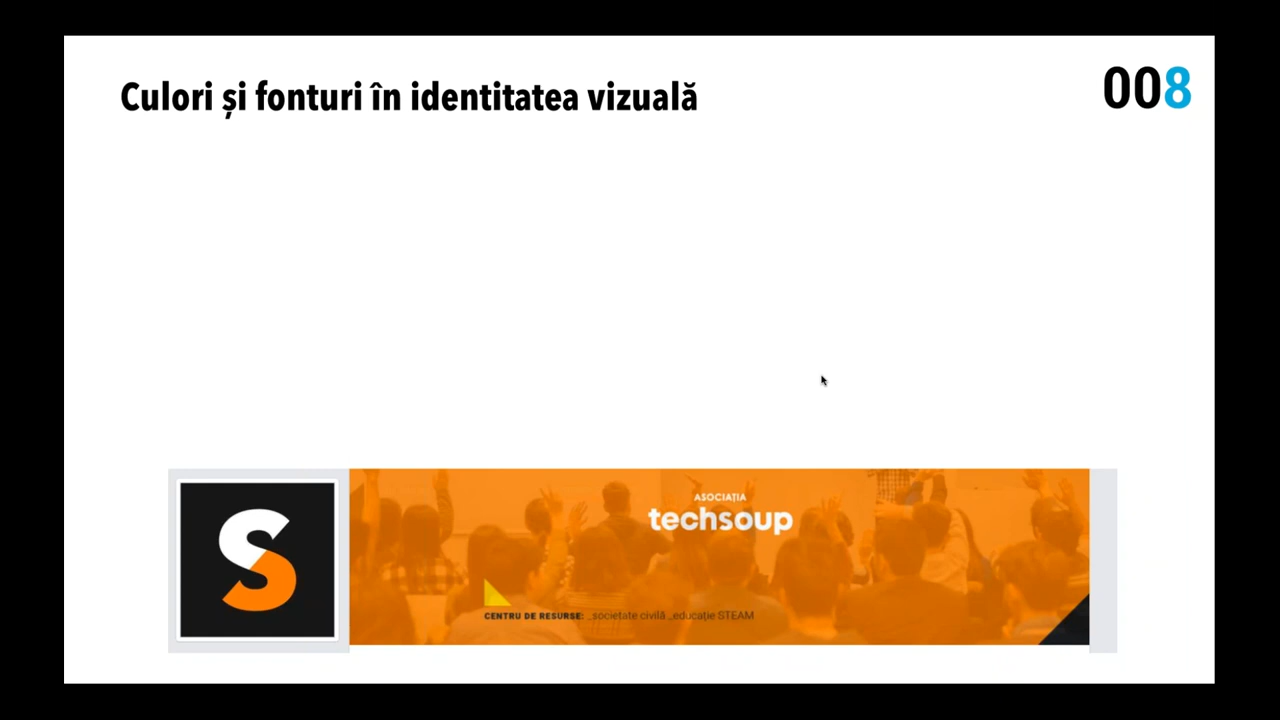 Culori și fonturi în identitatea vizuală
008
S
ASOCIAȚIA
techsoup
CENTRU DE RESURSE: _societate civilă _educație STEAM